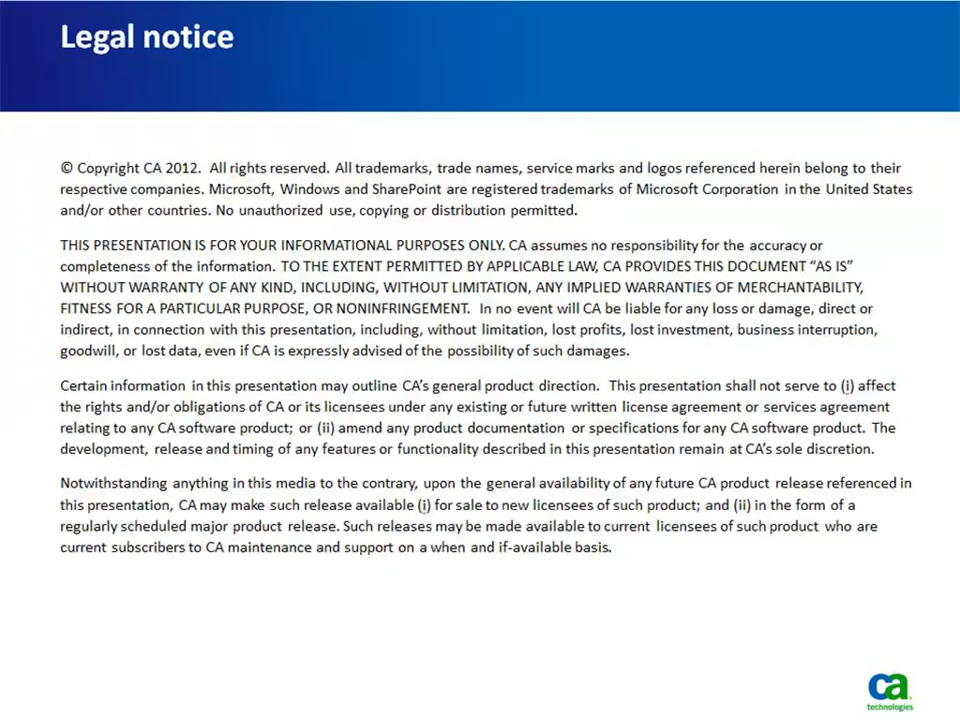 Legal notice
© Copyright CA 2012. All rights reserved. All trademarks, trade names, service marks and logos referenced herein belong to their
respective companies. Microsoft, Windows and SharePoint are registered trademarks of Microsoft Corporation in the United States
and/or other countries. No unauthorized use, copying or distribution permitted.
THIS PRESENTATION IS FOR YOUR INFORMATIONAL PURPOSES ONLY. CA assumes no responsibility for the accuracy or
completeness of the information. TO THE EXTENT PERMITTED BY APPLICABLE LAW, CA PROVIDES THIS DOCUMENT “AS IS”
WITHOUT WARRANTY OF ANY KIND, INCLUDING, WITHOUT LIMITATION, ANY IMPLIED WARRANTIES OF MERCHANTABILITY,
FITNESS FOR A PARTICULAR PURPOSE, OR NONINFRINGEMENT. In no event will CA be liable for any loss or damage, direct or
indirect, in connection with this presentation, including, without limitation, lost profits, lost investment, business interruption,
goodwill, or lost data, even if CA is expressly advised of the possibility of such damages.
Certain information in this presentation may outline CA’s general product direction. This presentation shall not serve to (i) affect
the rights and/or obligations of CA or its licensees under any existing or future written license agreement or services agreement
relating to any CA software product; or (ii) amend any product documentation or specifications for any CA software product. The
development, release and timing of any features or functionality described in this presentation remain at CA’s sole discretion.
Notwithstanding anything in this media to the contrary, upon the general availability of any future CA product release referenced in
this presentation, CA may make such release available (i) for sale to new licensees of such product; and (ii) in the form of a
regularly scheduled major product release. Such releases may be made available to current licensees of such product who are
current subscribers to CA maintenance and support on a when and if-available basis.
ca
technologies